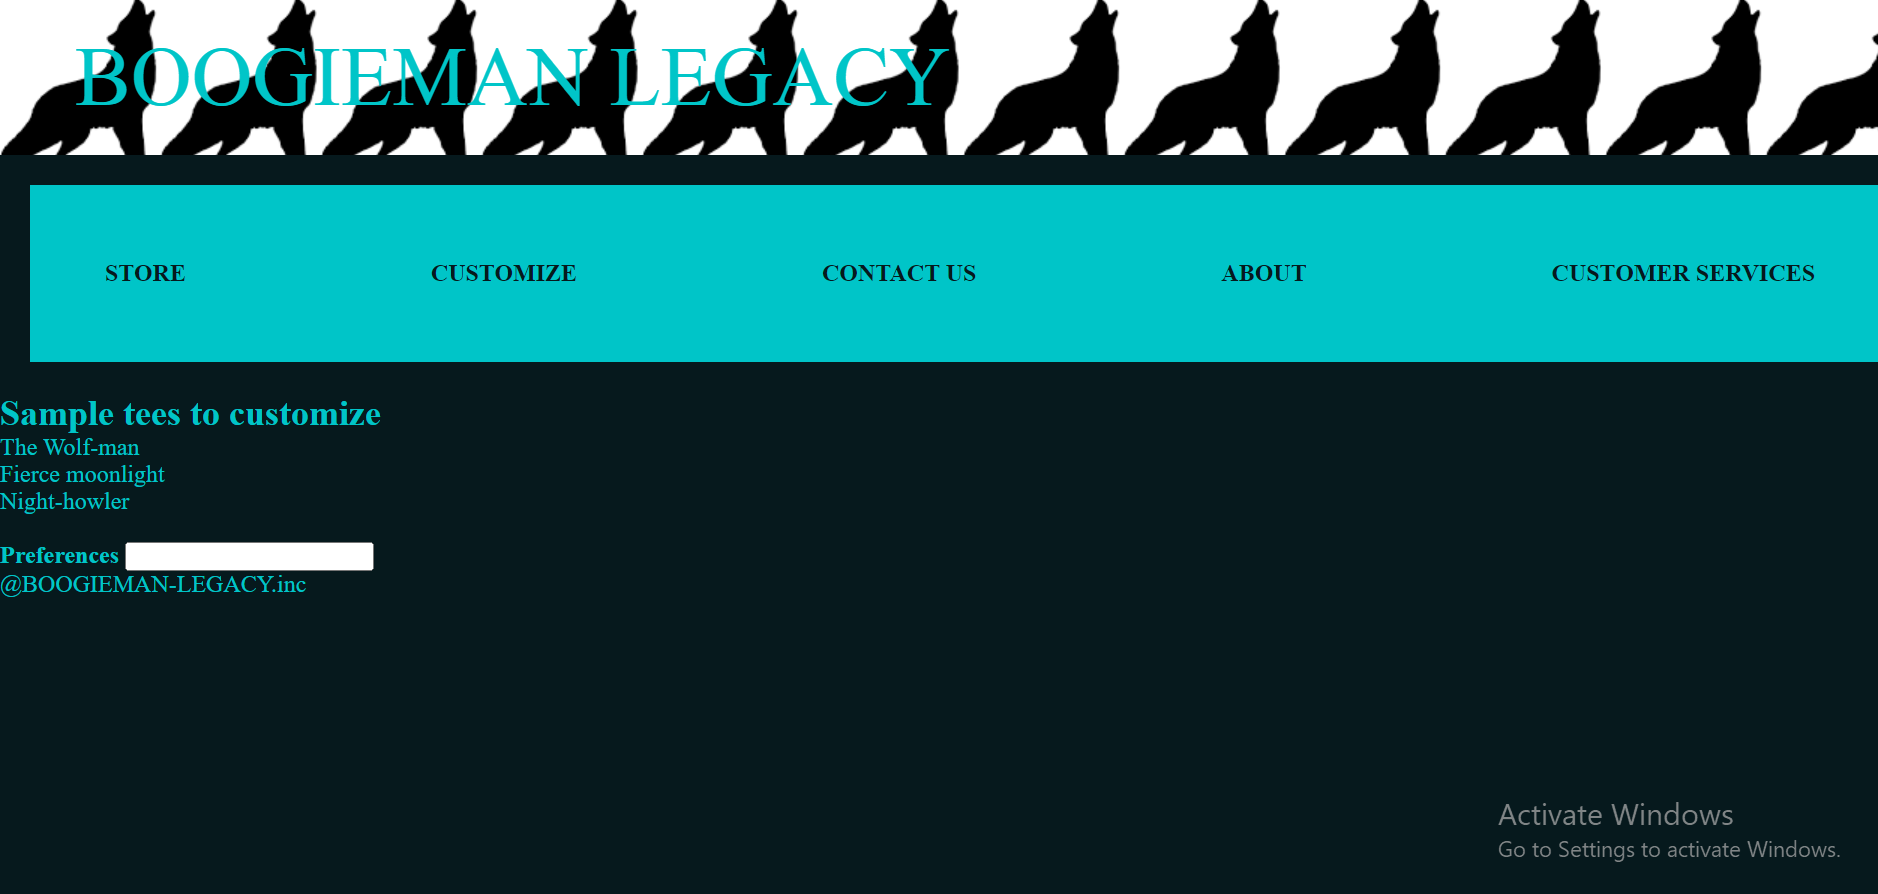 BOOGIEMAN LEGACY
STORE CUSTOMIZE CONTACT US ABOUT CUSTOMER SERVICES
Sample tees to customize
The Wolf-man
Fierce moonlight
Night-howler
Preferences
@BOOGIEMAN-LEGACY.inc
Activate Windows
Go to Settings to activate Windows.